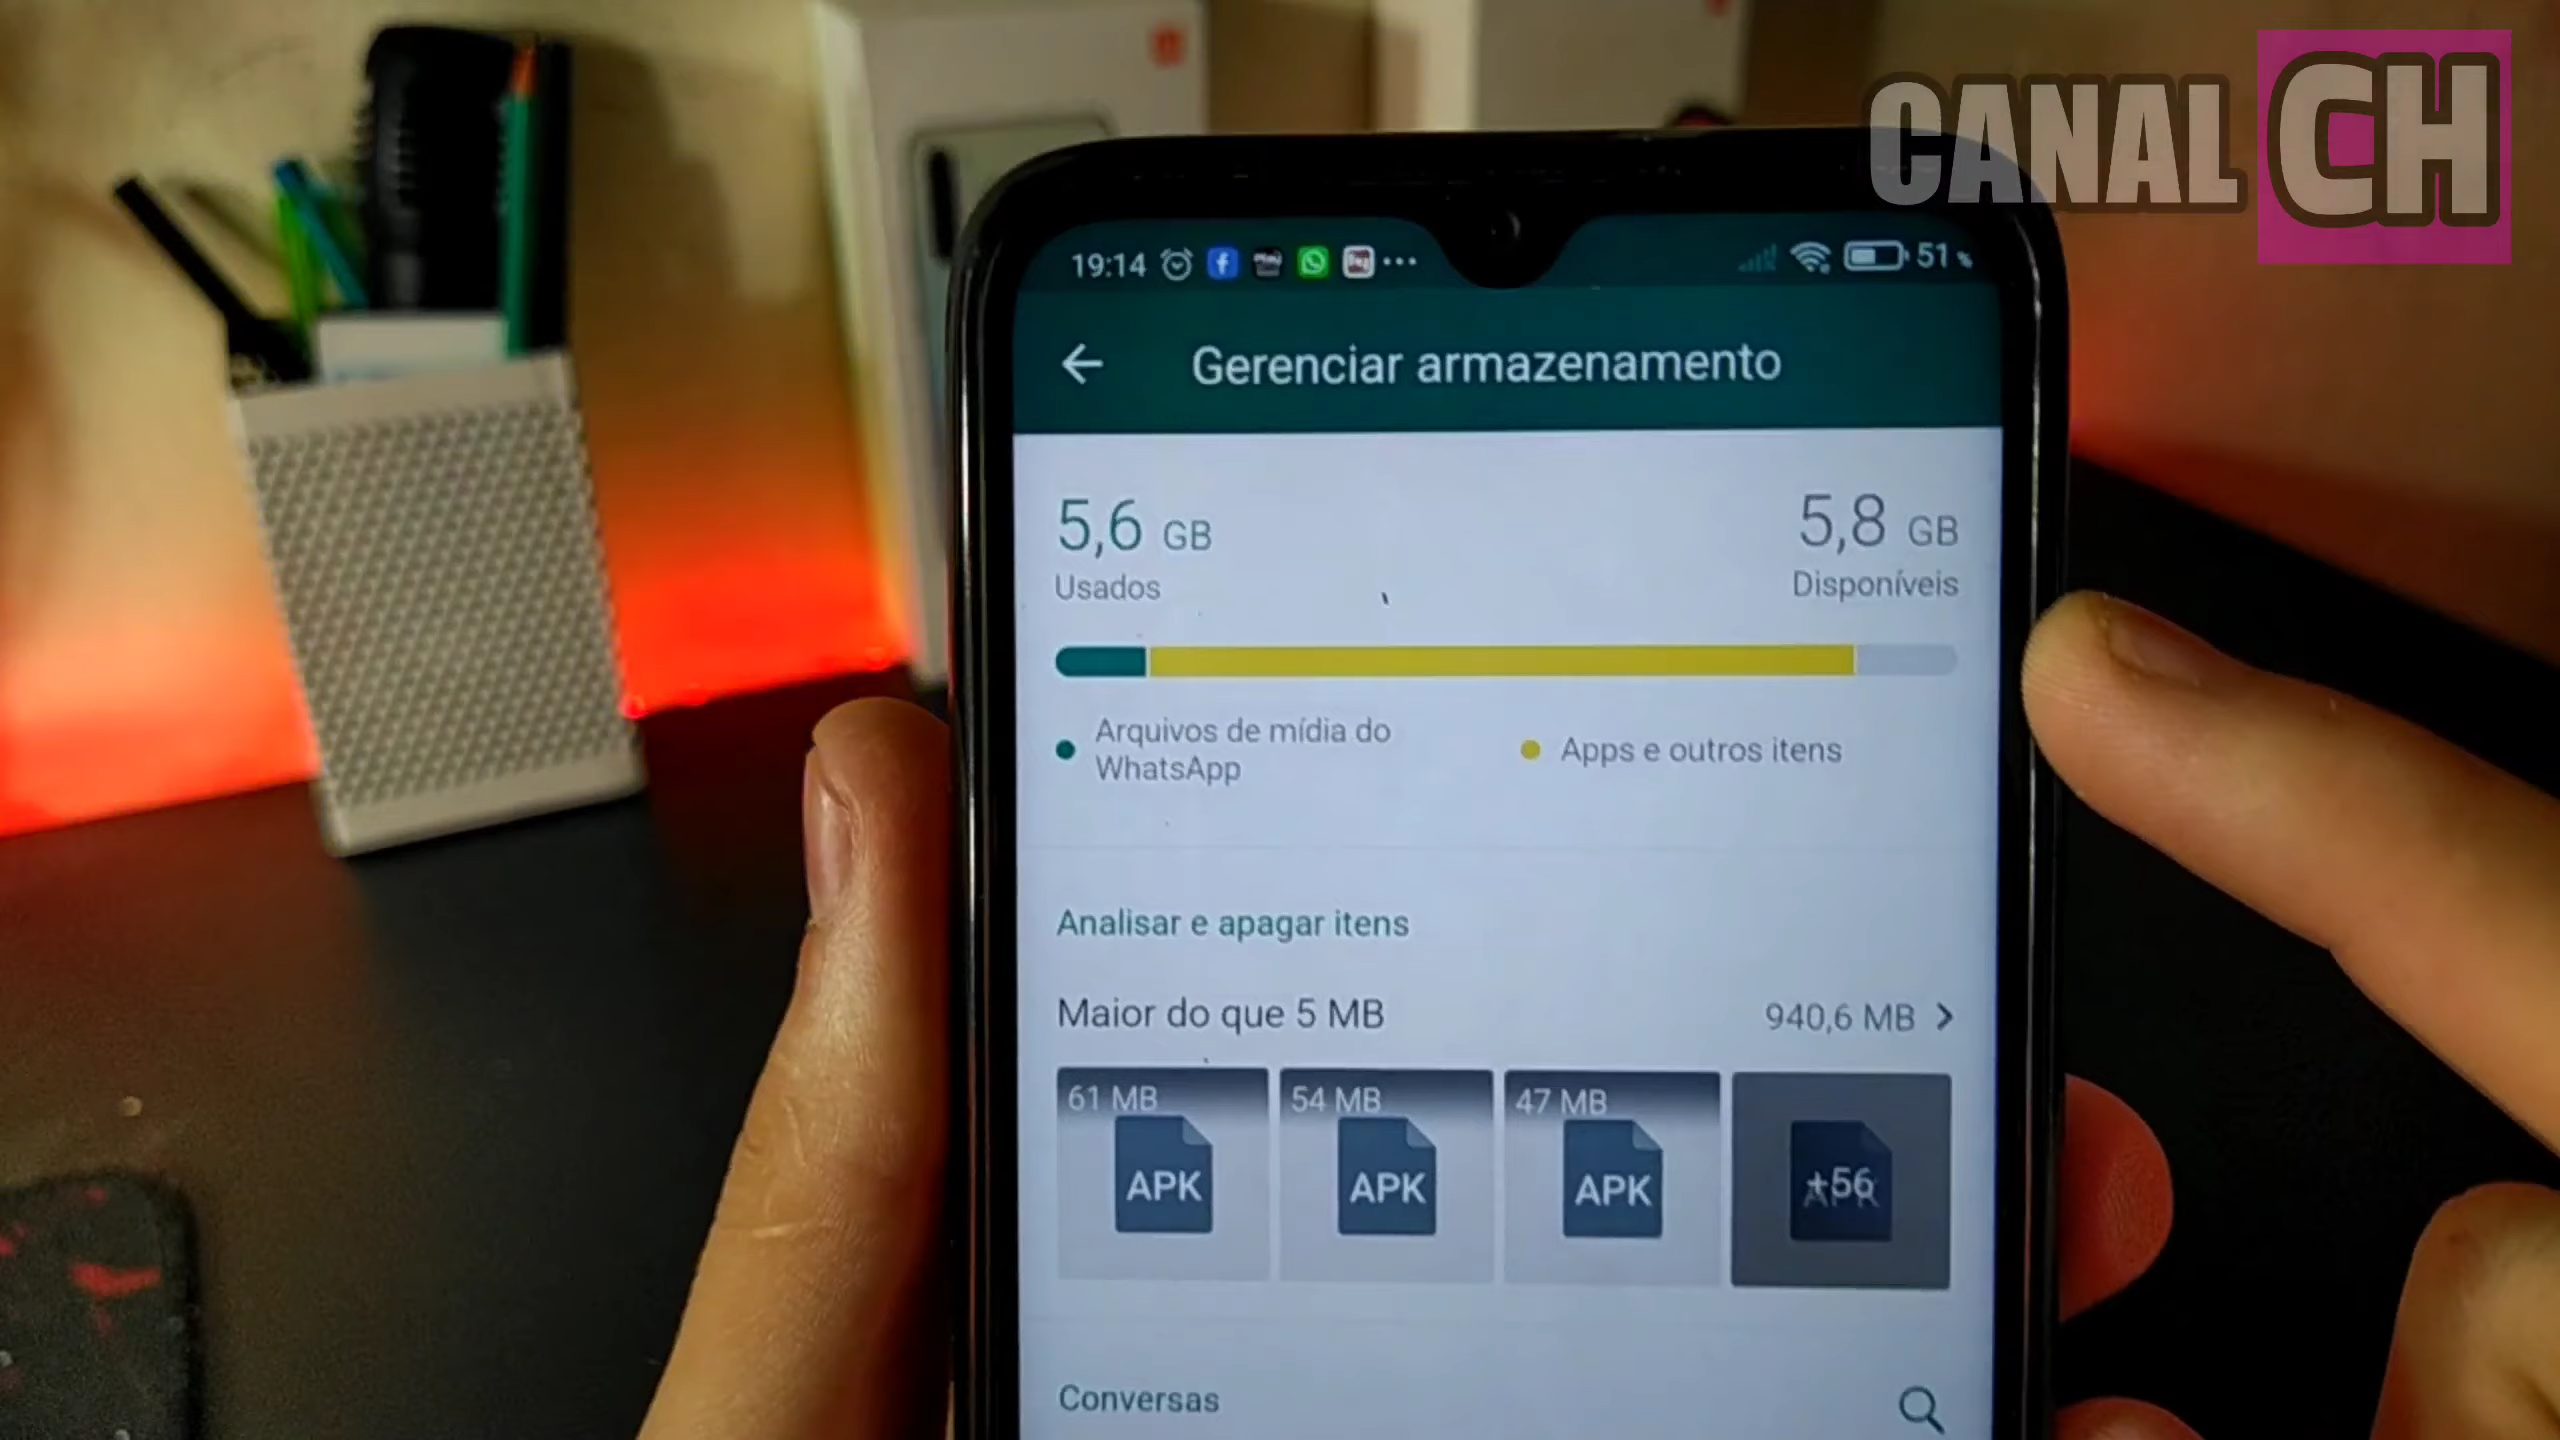 CANAL CH
19:14
51%
Gerenciar armazenamento
5,6 GB
5,8 GB
Usados
Disponíveis
Arquivos de mídia do
WhatsApp
Apps e outros itens
Analisar e apagar itens
Maior do que 5 MB
940,6 MB
61 MB
54 MB
47 MB
APK
APK
APK
+56
APK
Conversas